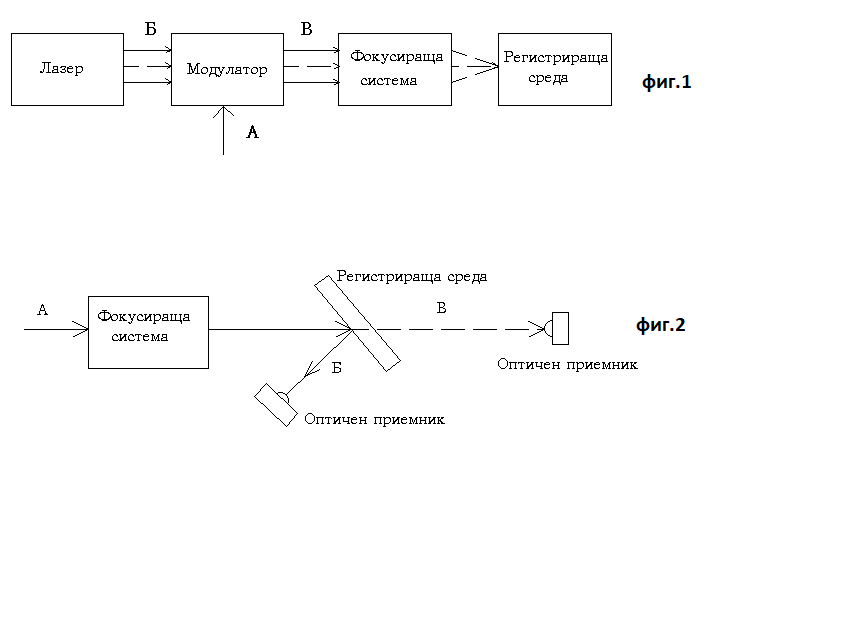 Б
В
Лазер
Модулатор
Фокусираща
система
Регистрираща
среда
фиг.1
А
Регистрираща среда
А
Фокусираща
система
В
фиг.2
Б
Оптичен приемник
Оптичен приемник